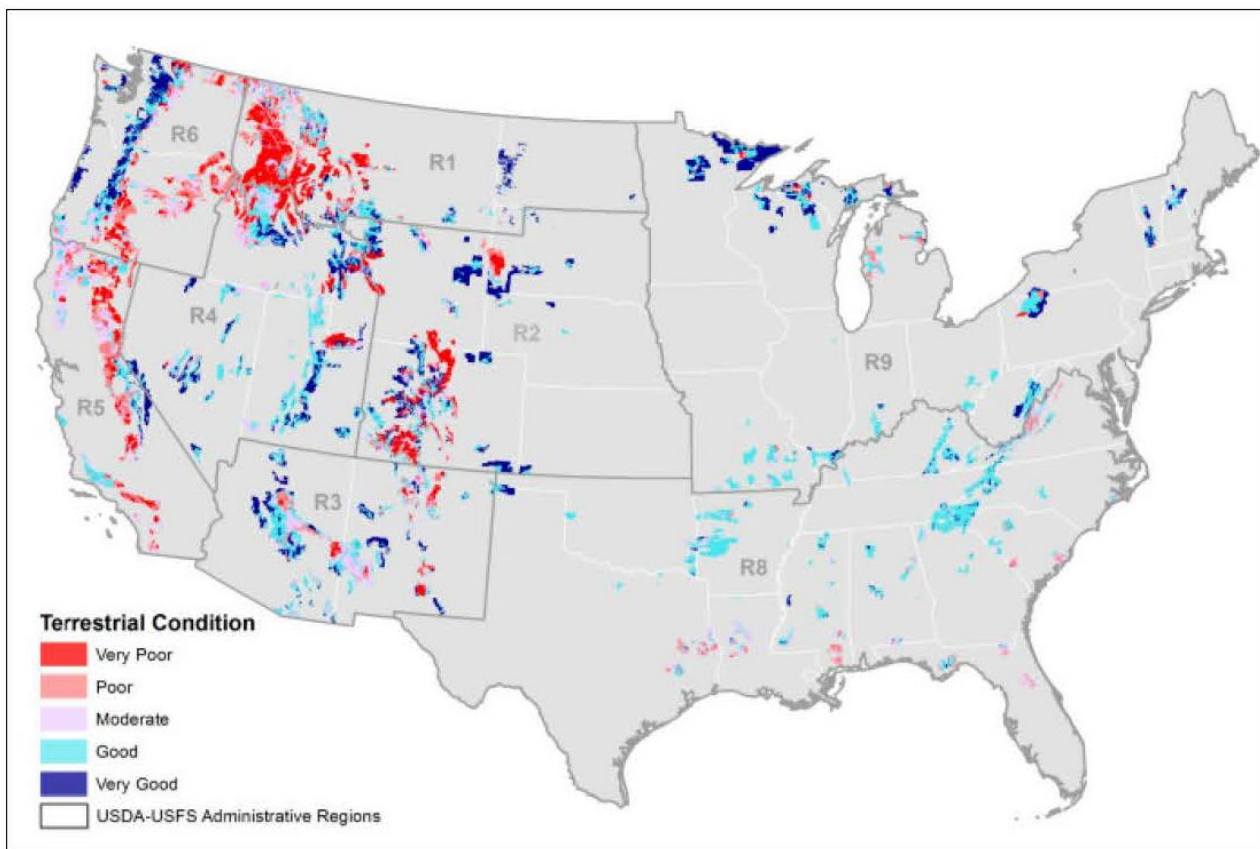 R6
R1
R4
R2
R9
R5
R3
R8
Terrestrial Condition
Very Poor
Poor
Moderate
Good
Very Good
USDA-USFS Administrative Regions